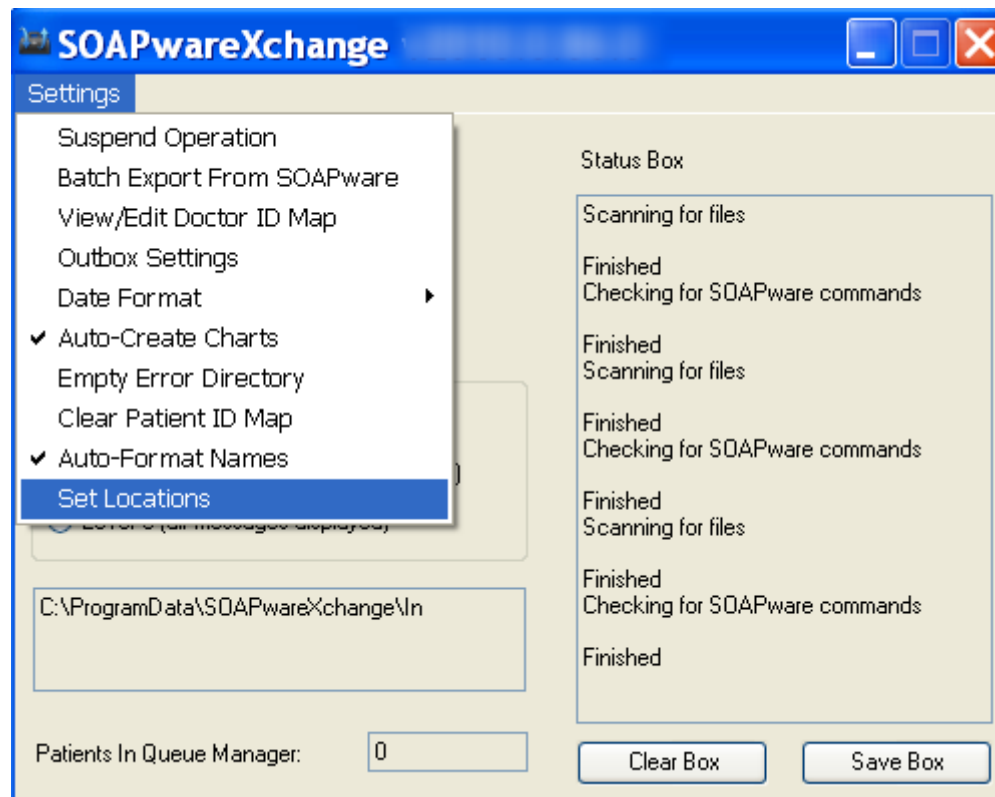 SOAPwareXchange
Settings
Suspend Operation
Batch Export From SOAPware
View/Edit Doctor ID Map
Outbox Settings
Date Format
Auto-Create Charts
Empty Error Directory
Clear Patient ID Map
Auto-Format Names
Set Locations
C:\ProgramData\SOAPwareXchange\In
Patients In Queue Manager:
0
Status Box
Scanning for files
Finished
Checking for SOAPware commands
Finished
Scanning for files
Finished
Checking for SOAPware commands
Finished
Scanning for files
Finished
Checking for SOAPware commands
Finished
Clear Box
Save Box